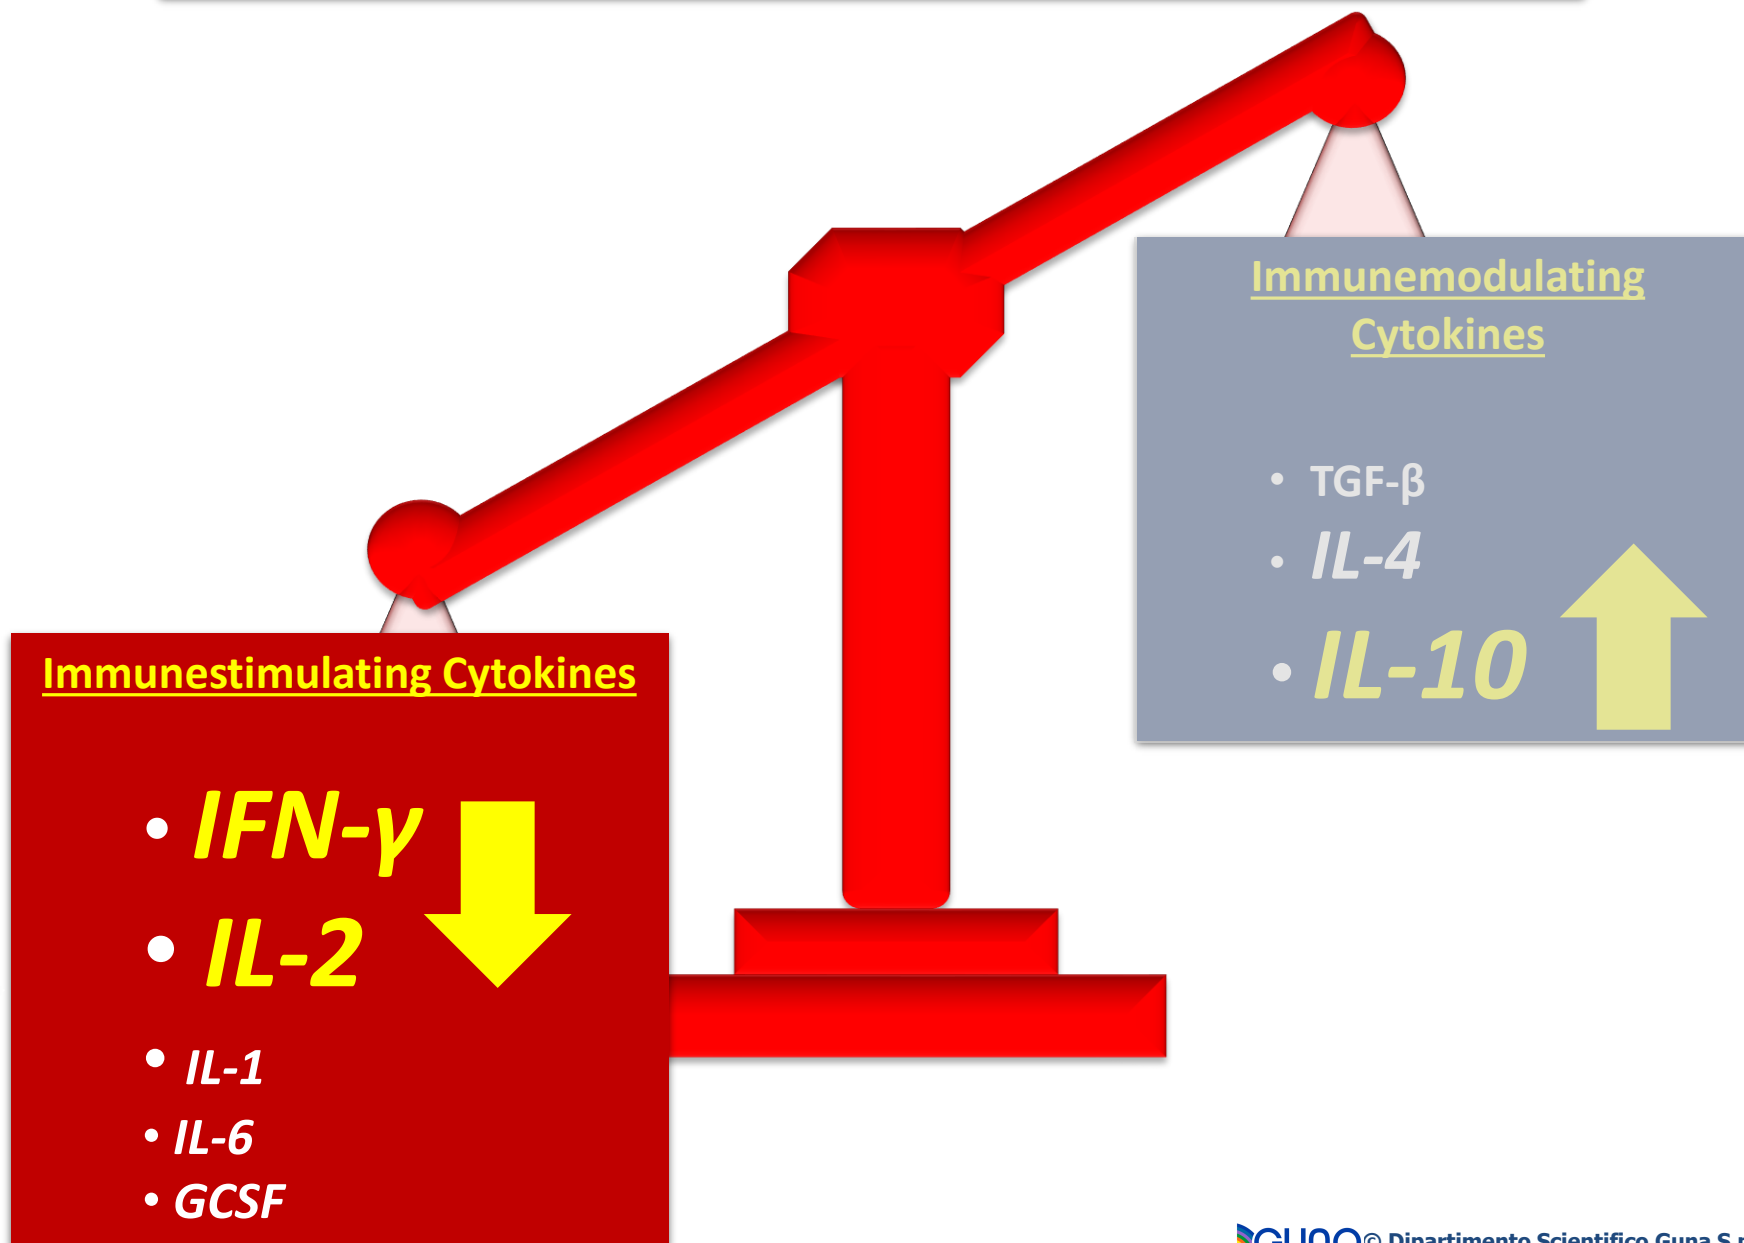 Immunemodulating
Cytokines
• TGF-β
• IL-4
• IL-10
Immunestimulating Cytokines
• IFN-γ
• IL-2
• IL-1
• IL-6
• GCSF
© Dipartimento Scientifico Guna